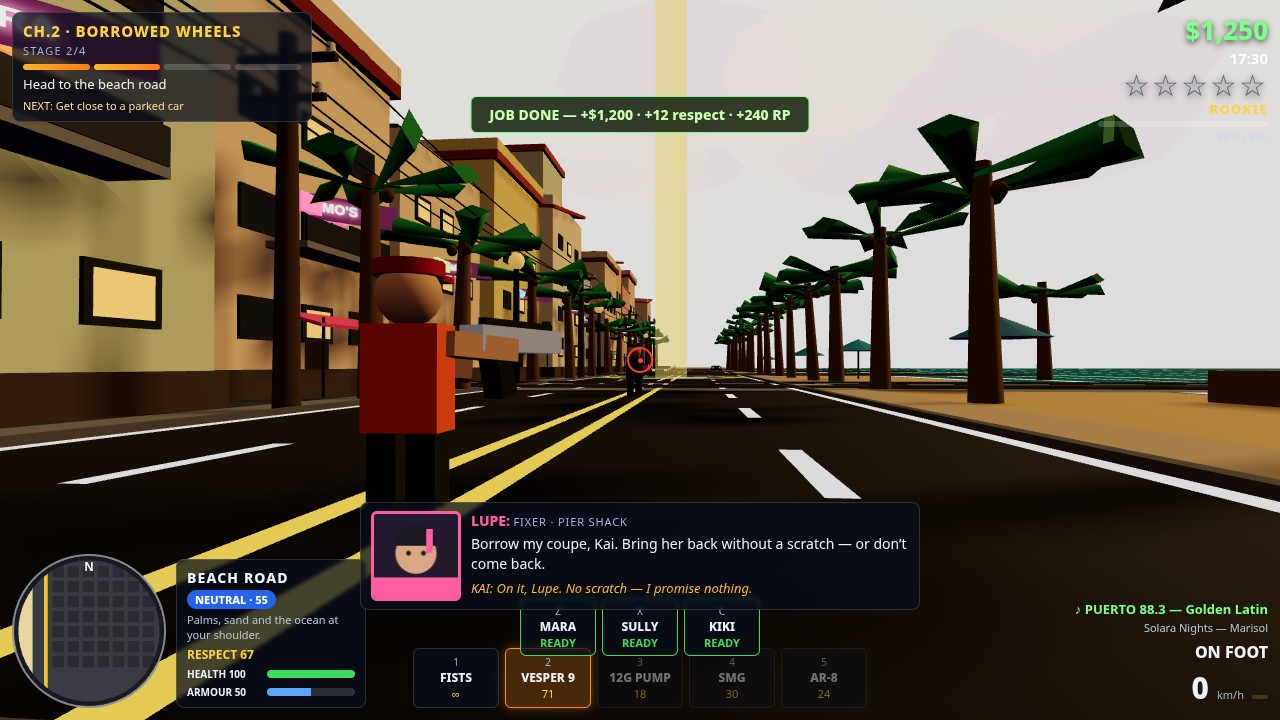 CH.2 · BORROWED WHEELS
STAGE 2/4
Head to the beach road
NEXT: Get close to a parked car
JOB DONE — +$1,200 · +12 respect · +240 RP
$1,250
17:30
☆☆☆☆☆
ROOKIE
MO'S
LUPE: FIXER · PIER SHACK
Borrow my coupe, Kai. Bring her back without a scratch — or don't
come back.
KAI: On it, Lupe. No scratch — I promise nothing.
N
BEACH ROAD
NEUTRAL · 55
Palms, sand and the ocean at
your shoulder.
RESPECT 67
HEALTH 100
ARMOUR 50
Z X C
MARA SULLY KIKI
READY READY READY
1 2 3 4 5
FISTS VESPER 9 12G PUMP SMG AR-8
∞ 71 18 30 24
♪ PUERTO 88.3 — Golden Latin
Solara Nights — Marisol
ON FOOT
0 km/h